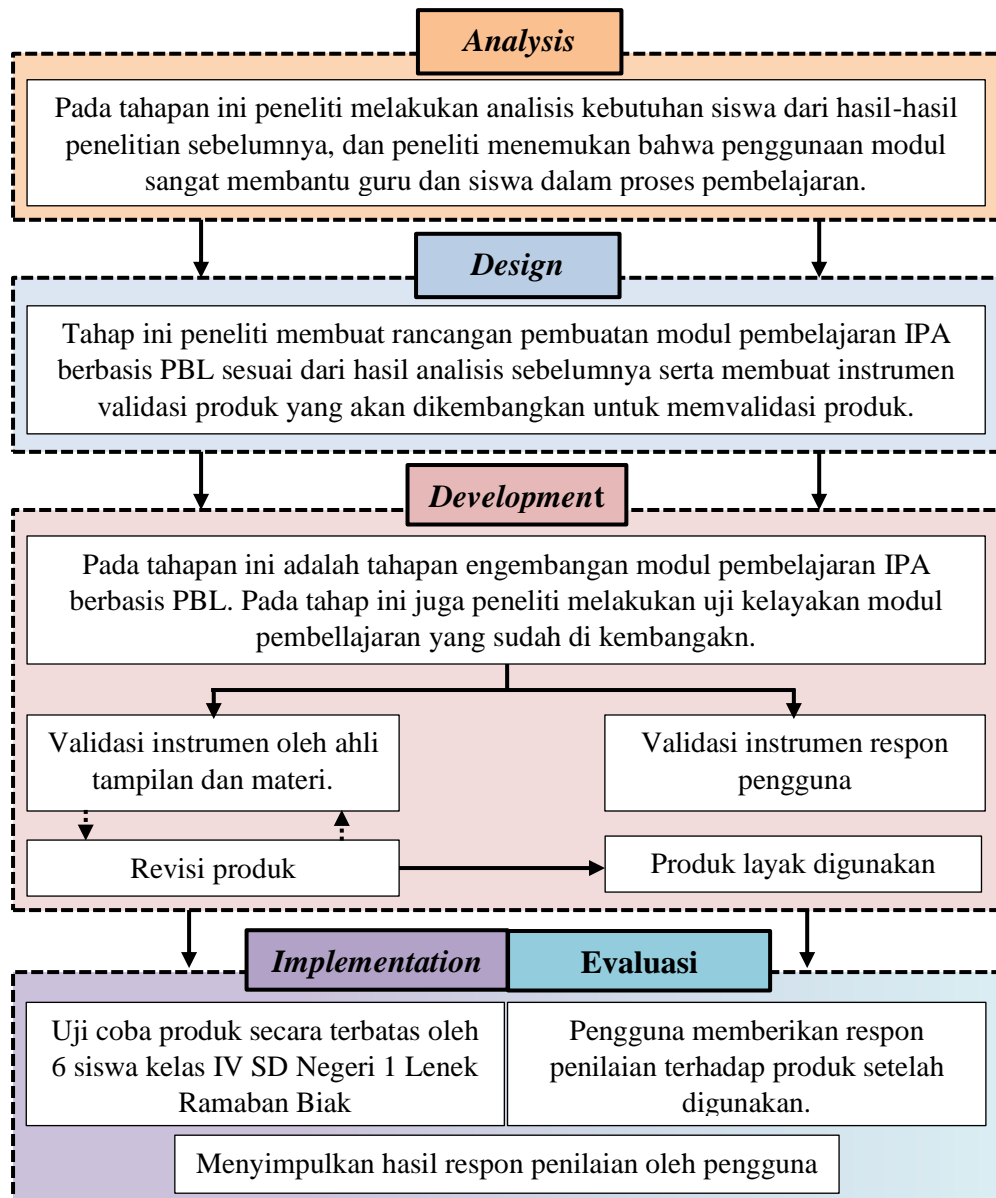 Analysis
Pada tahapan ini peneliti melakukan analisis kebutuhan siswa dari hasil-hasil
penelitian sebelumnya, dan peneliti menemukan bahwa penggunaan modul
sangat membantu guru dan siswa dalam proses pembelajaran.
Design
Tahap ini peneliti membuat rancangan pembuatan modul pembelajaran IPA
berbasis PBL sesuai dari hasil analisis sebelumnya serta membuat instrumen
validasi produk yang akan dikembangkan untuk memvalidasi produk.
Development
Pada tahapan ini adalah tahapan engembangan modul pembelajaran IPA
berbasis PBL. Pada tahap ini juga peneliti melakukan uji kelayakan modul
pembellajaran yang sudah di kembangakn.
Validasi instrumen oleh ahli
tampilan dan materi.
Validasi instrumen respon
pengguna
Revisi produk
Produk layak digunakan
Implementation
Evaluasi
Uji coba produk secara terbatas oleh
6 siswa kelas IV SD Negeri 1 Lenek
Ramaban Biak
Pengguna memberikan respon
penilaian terhadap produk setelah
digunakan.
Menyimpulkan hasil respon penilaian oleh pengguna